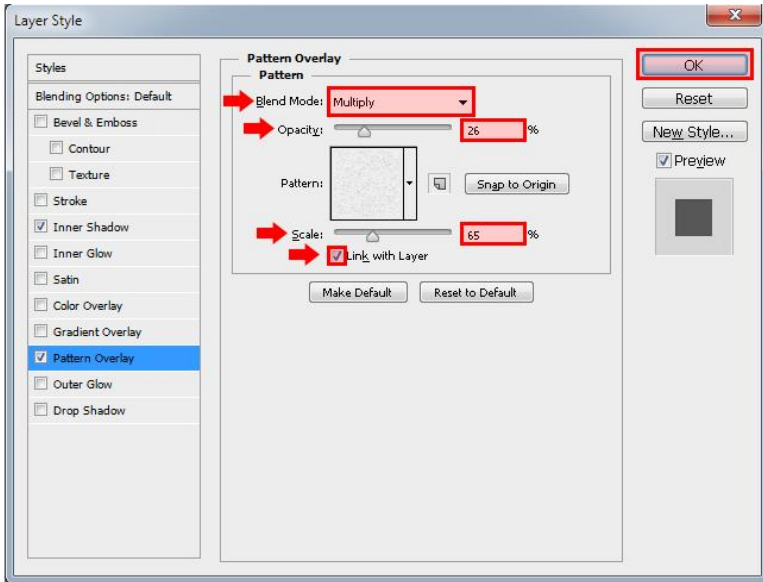 Layer Style
Styles
Blending Options: Default
Bevel & Emboss
Contour
Texture
Stroke
Inner Shadow
Inner Glow
Satin
Color Overlay
Gradient Overlay
Pattern Overlay
Outer Glow
Drop Shadow
Pattern Overlay
Pattern
Blend Mode: Multiply
Opacity: 26 %
Pattern: Snap to Origin
Scale: 65 %
Link with Layer
Make Default Reset to Default
OK
Reset
New Style...
Preview